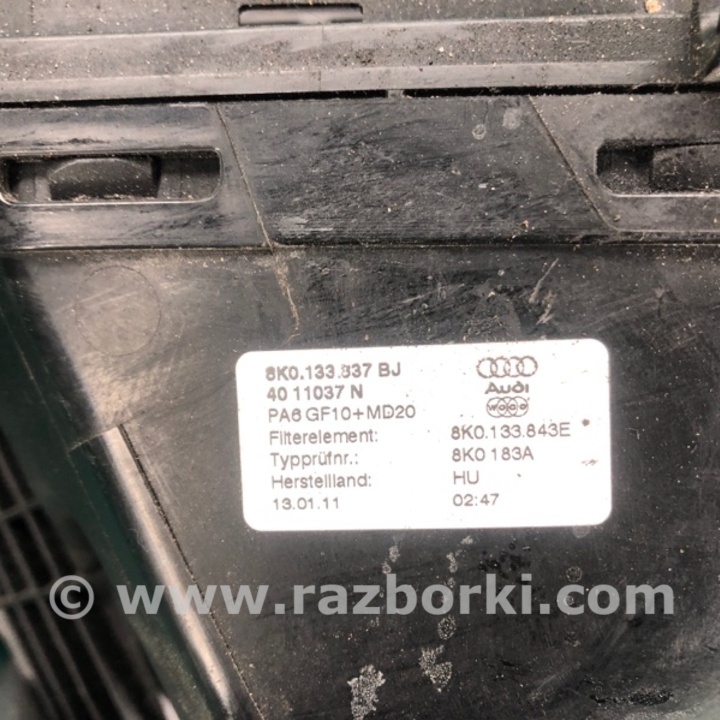 8K0.133.837 BJ
40 11037 N
PA6 GF10+MD20
Filterelement: 8K0.133.843E
Typprüfnr.: 8K0 183A
Herstellland: HU
13.01.11 02:47
Audi
© www.razborki.com